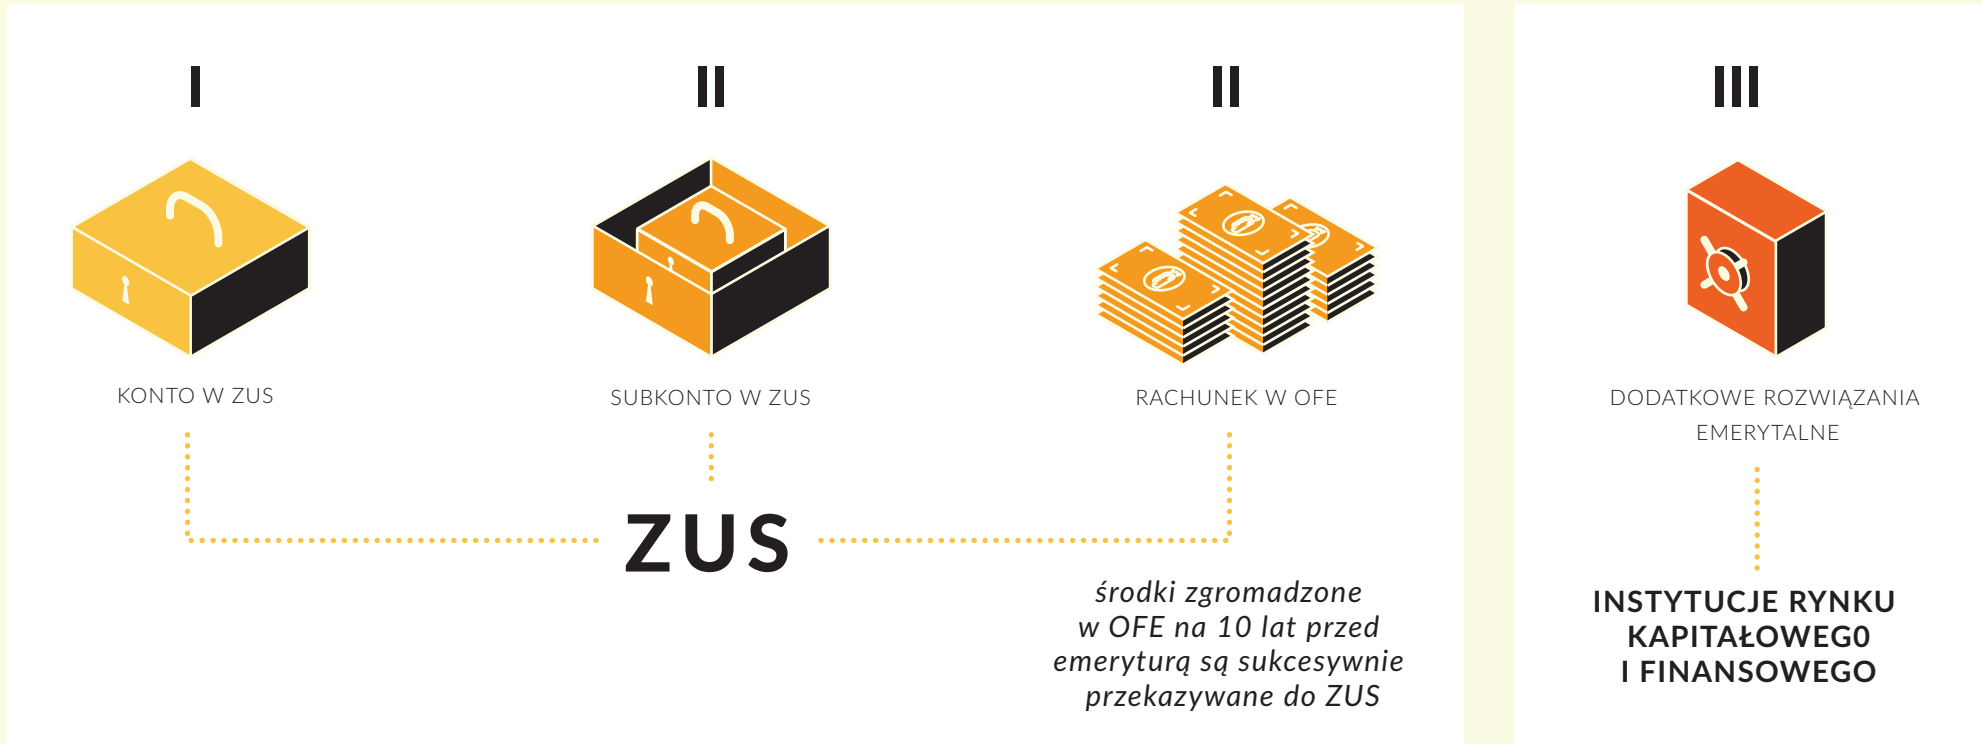 I
II
II
III
KONTO W ZUS
SUBKONTO W ZUS
RACHUNEK W OFE
DODATKOWE ROZWIĄZANIA
EMERYTALNE
ZUS
środki zgromadzone
w OFE na 10 lat przed
emeryturą są sukcesywnie
przekazywane do ZUS
INSTYTUCJE RYNKU
KAPITAŁOWEG0
I FINANSOWEGO